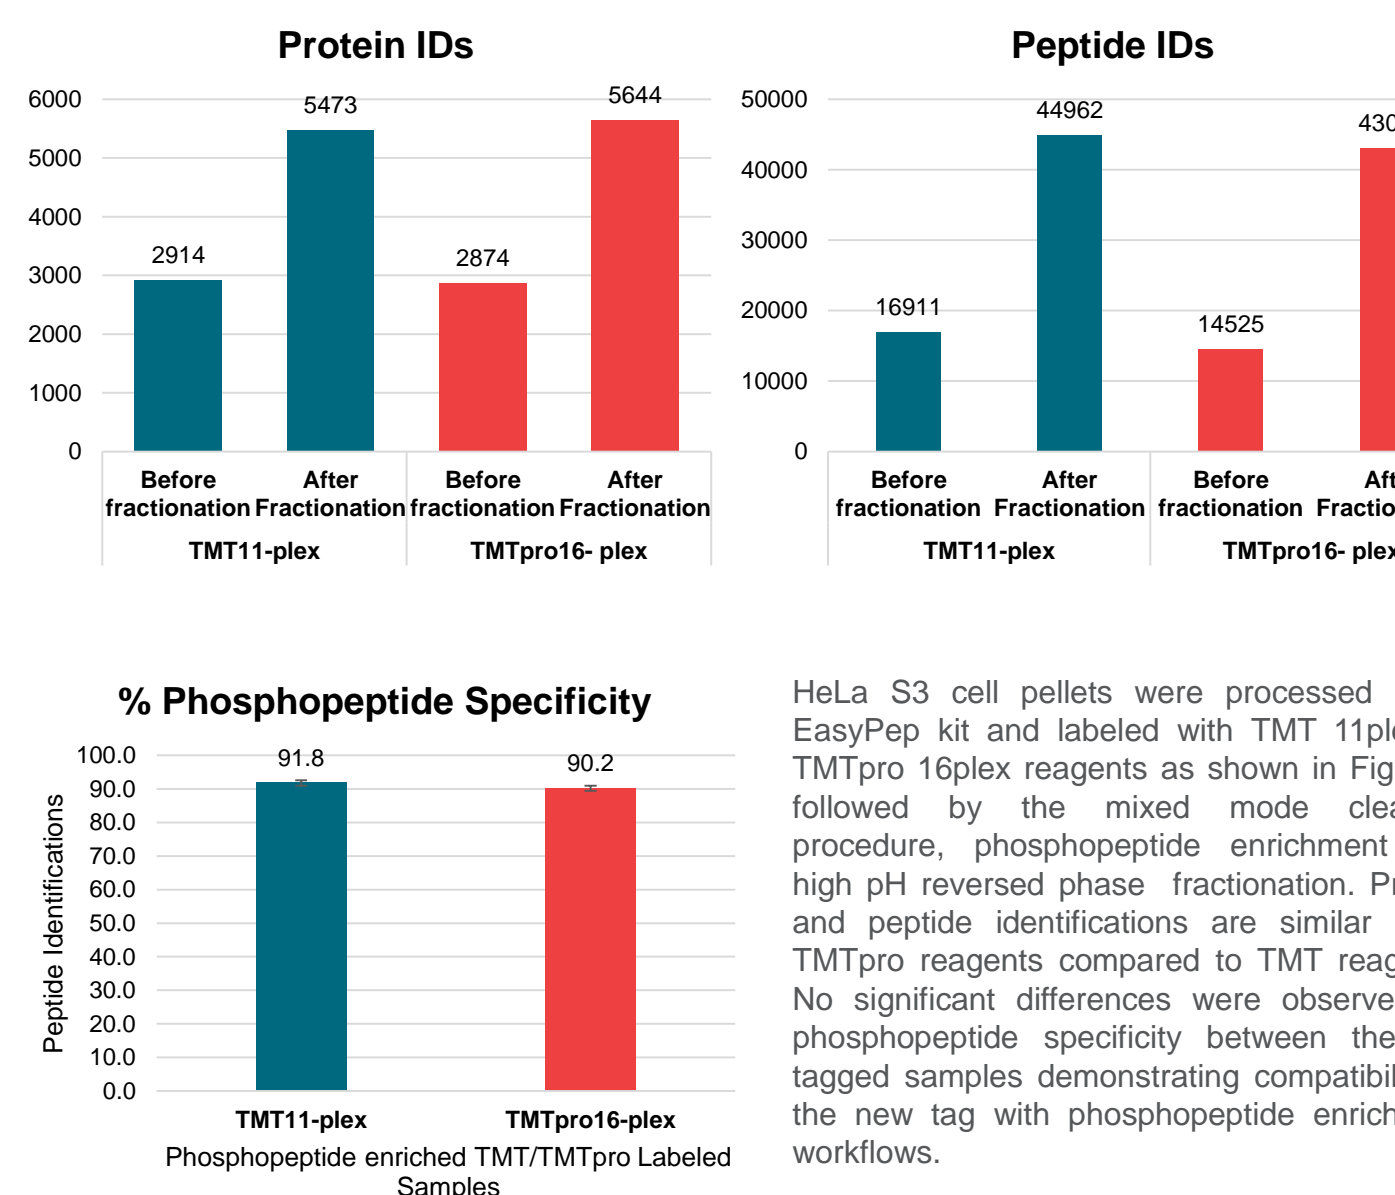 Protein IDs
6000
5000
4000
3000
2000
1000
0
2914
5473
2874
5644
Before fractionation
After Fractionation
Before fractionation
After Fractionation
TMT11-plex
TMTpro16- plex
Peptide IDs
50000
40000
30000
20000
10000
0
16911
44962
14525
Before fractionation
After Fractionation
Before fractionation
TMT11-plex
TMTpro16- plex
% Phosphopeptide Specificity
Peptide Identifications
100.0
90.0
80.0
70.0
60.0
50.0
40.0
30.0
20.0
10.0
0.0
91.8
90.2
TMT11-plex
TMTpro16-plex
Phosphopeptide enriched TMT/TMTpro Labeled
Samples
HeLa S3 cell pellets were processed
EasyPep kit and labeled with TMT
TMTpro 16plex reagents as shown in
followed by the mixed mode
procedure, phosphopeptide enrichment
high pH reversed phase fractionation.
and peptide identifications are similar
TMTpro reagents compared to TMT
No significant differences were
phosphopeptide specificity between
tagged samples demonstrating
the new tag with phosphopeptide
workflows.